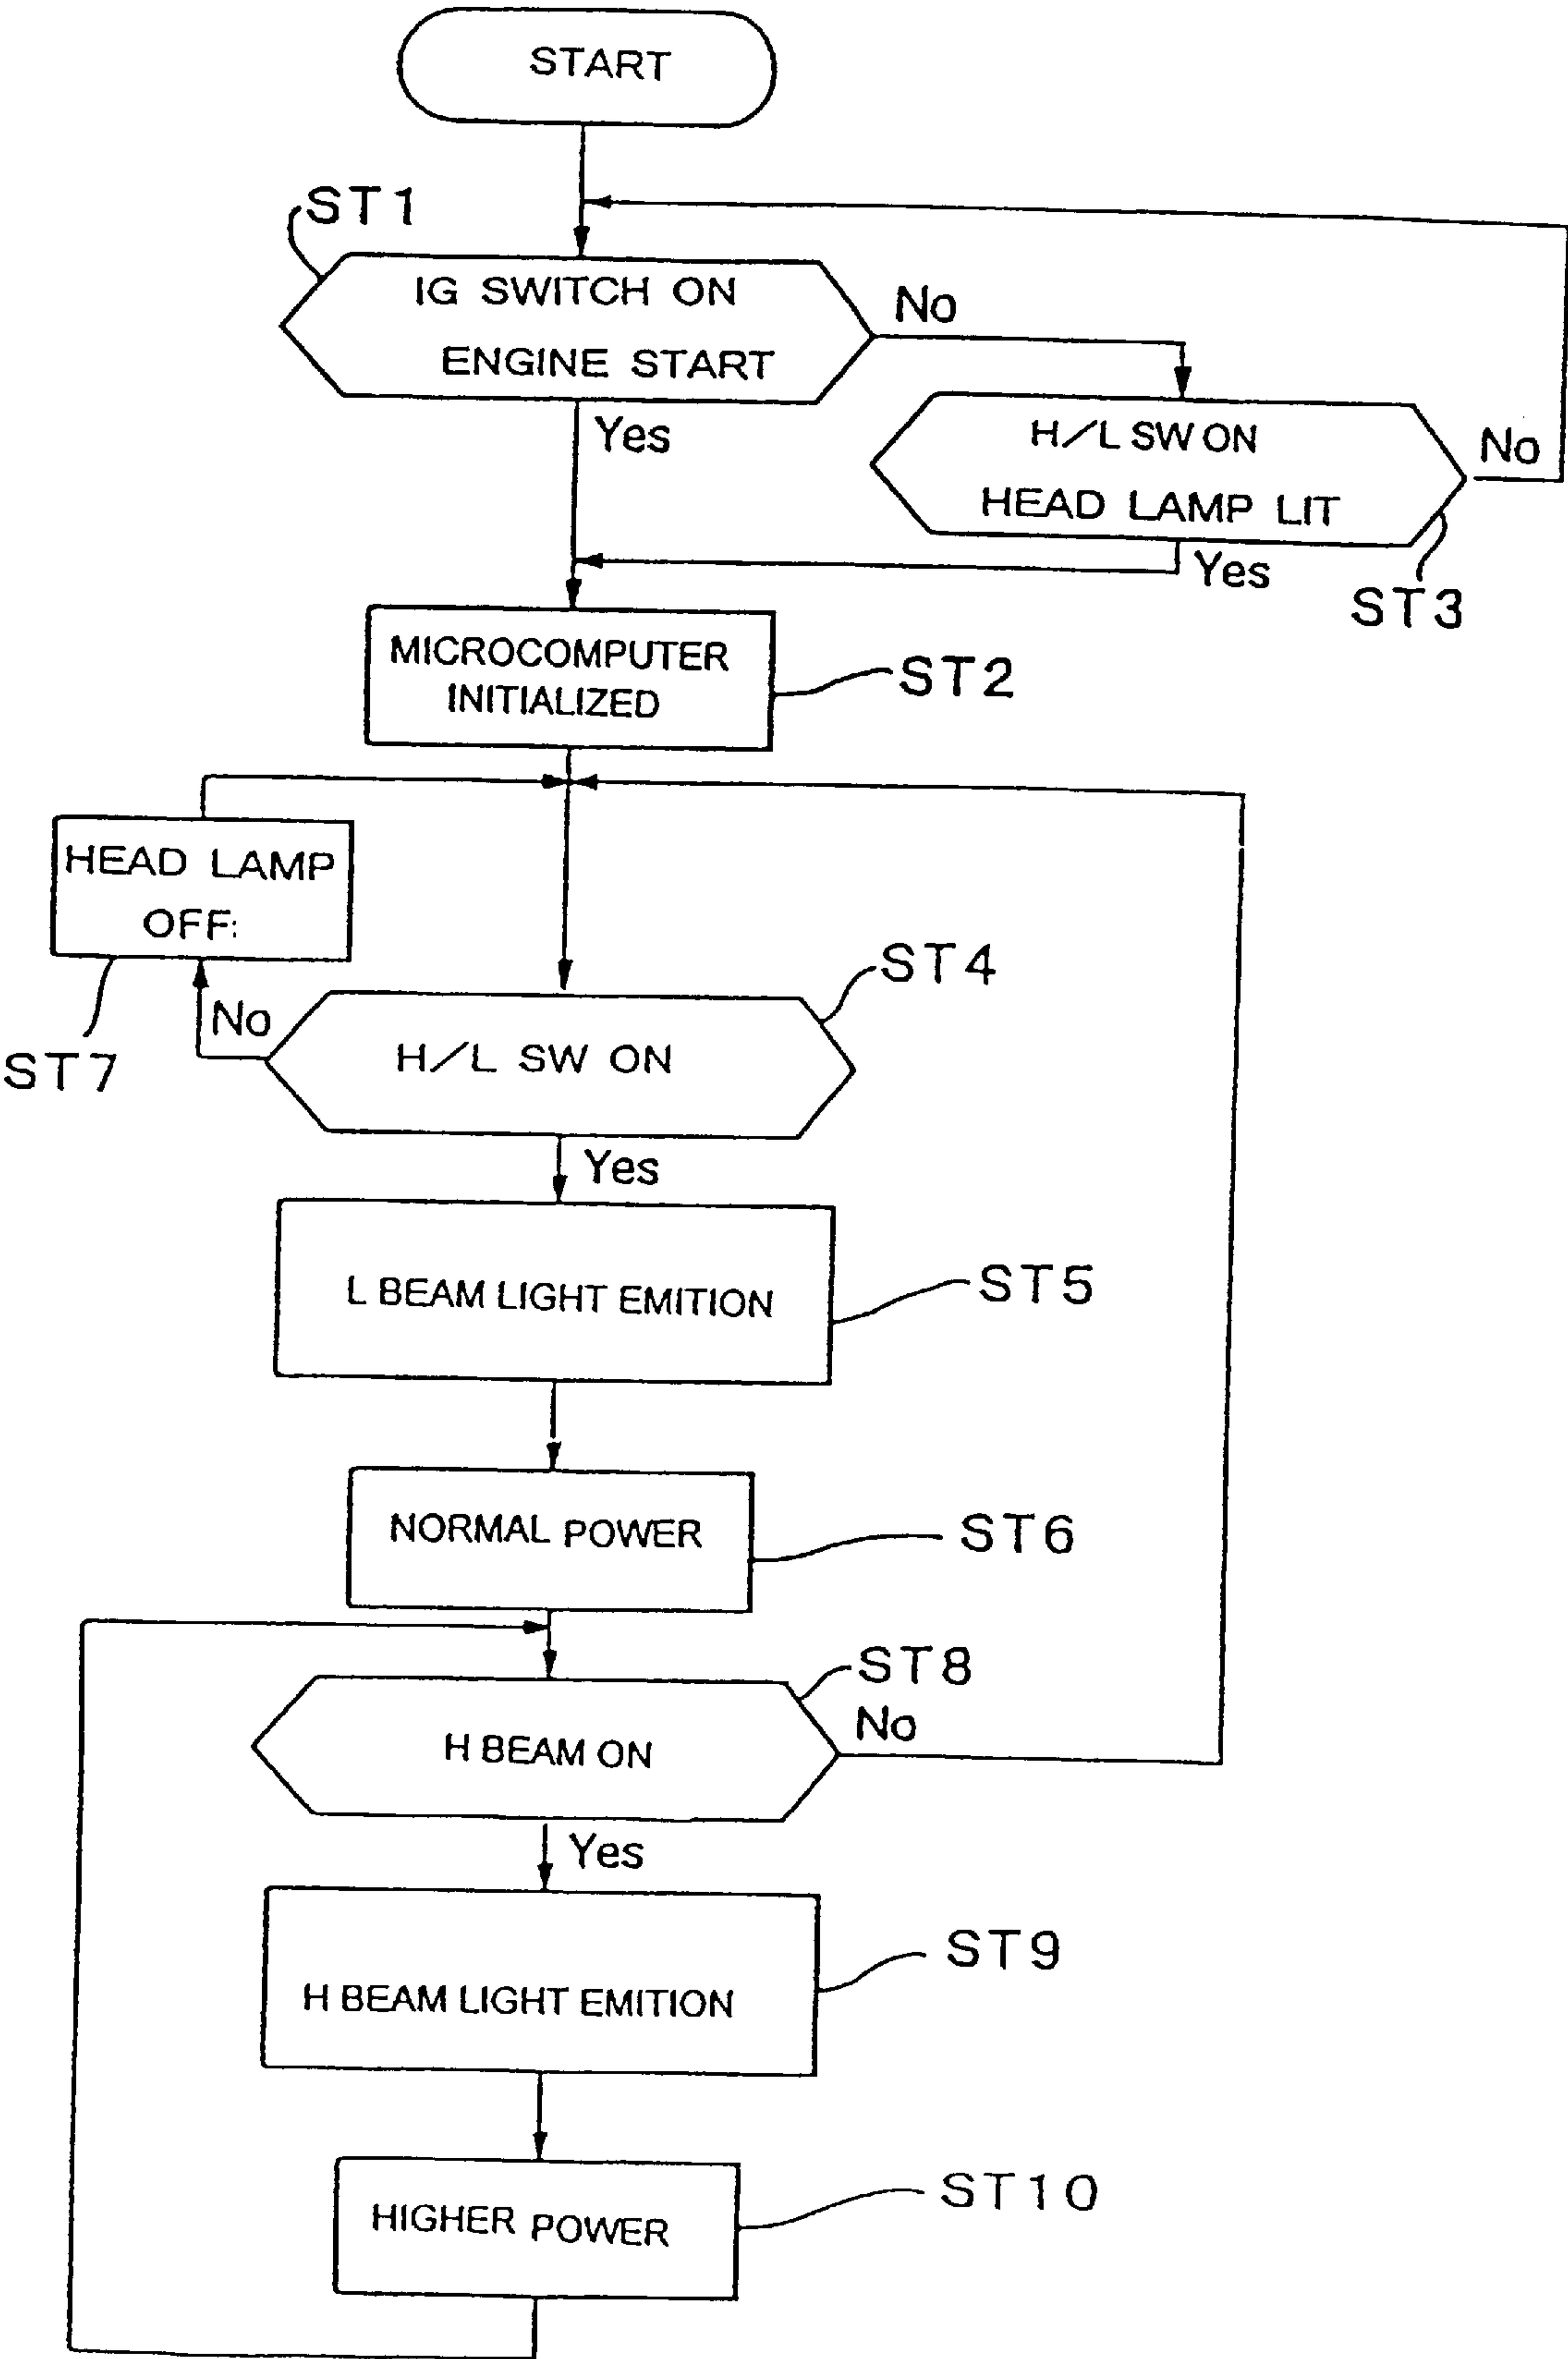 START
ST1
IG SWITCH ON
ENGINE START
No
Yes
H/L SW ON
HEAD LAMP LIT
No
Yes
ST3
MICROCOMPUTER
INITIALIZED
ST2
HEAD LAMP
OFF:
ST7
No
ST4
H/L SW ON
Yes
L BEAM LIGHT EMITION
ST5
NORMAL POWER
ST6
ST8
H BEAM ON
No
Yes
H BEAM LIGHT EMITION
ST9
HIGHER POWER
ST10